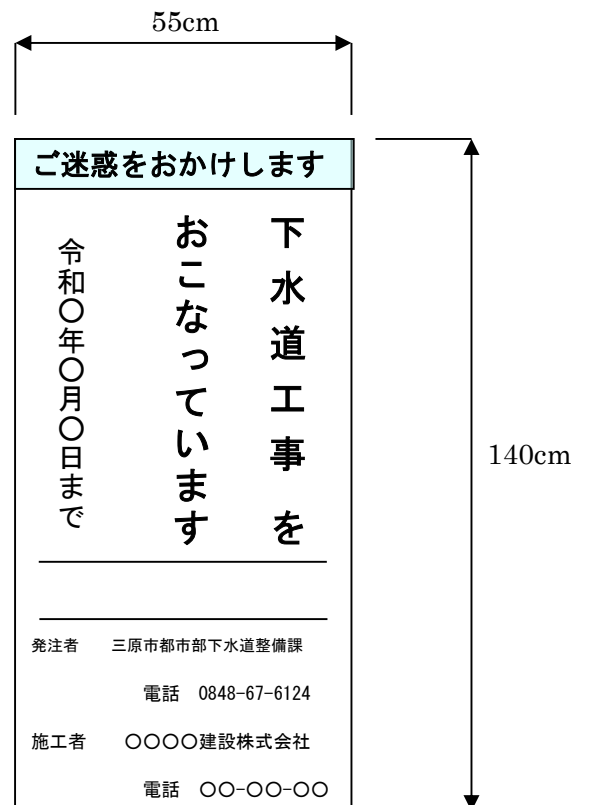 55cm
ご迷惑をおかけします
下水道工事を
おこなっています
令和〇年〇月〇日まで
140cm
発注者 三原市都市部下水道整備課
電話 0848-67-6124
施工者 〇〇〇〇建設株式会社
電話 〇〇-〇〇-〇〇